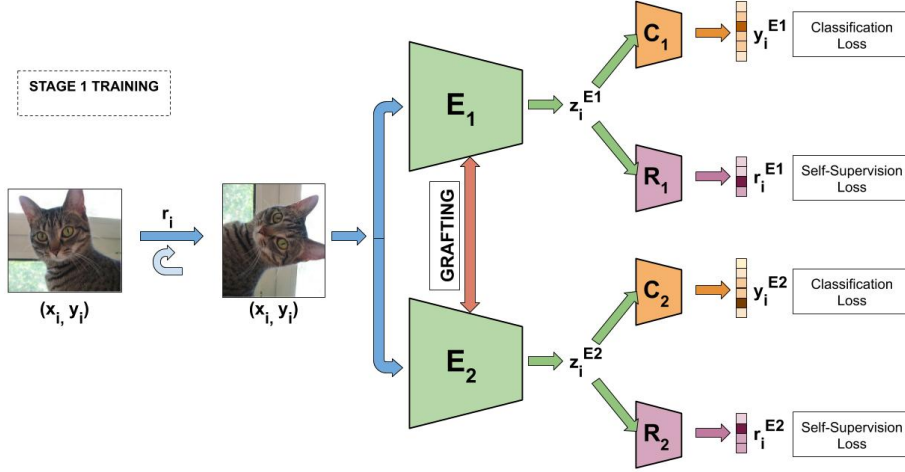 STAGE 1 TRAINING
r_i
(x_i, y_i)
(x_i, y_i)
E_1
GRAFTING
E_2
z_i^E1
z_i^E2
C_1
y_i^E1
Classification
Loss
R_1
r_i^E1
Self-Supervision
Loss
C_2
y_i^E2
Classification
Loss
R_2
r_i^E2
Self-Supervision
Loss